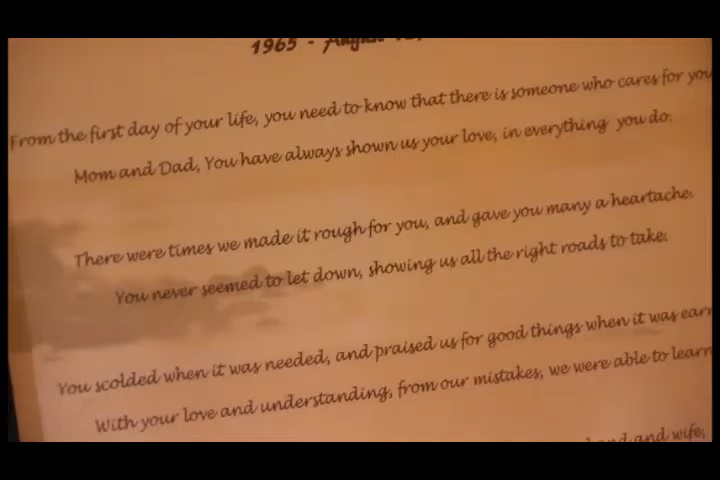 1965 - August
From the first day of your life, you need to know that there is someone who cares for you
Mom and Dad, You have always shown us your love, in everything you do.
There were times we made it rough for you, and gave you many a heartache.
You never seemed to let down, showing us all the right roads to take.
You scolded when it was needed, and praised us for good things when it was earn
With your love and understanding, from our mistakes, we were able to learn
and wife,